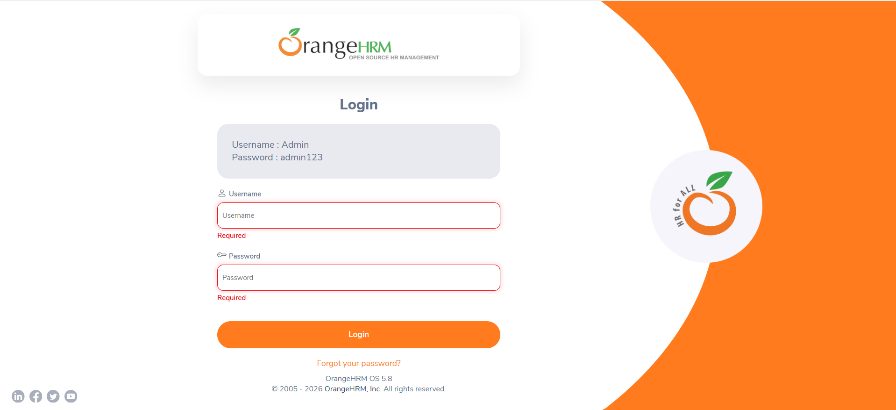 OrangeHRM
OPEN SOURCE HR MANAGEMENT
Login
Username : Admin
Password : admin123
Username
Username
Required
Password
Password
Required
Login
Forgot your password?
OrangeHRM OS 5.8
© 2005 - 2026 OrangeHRM, Inc. All rights reserved.
HR for ALL